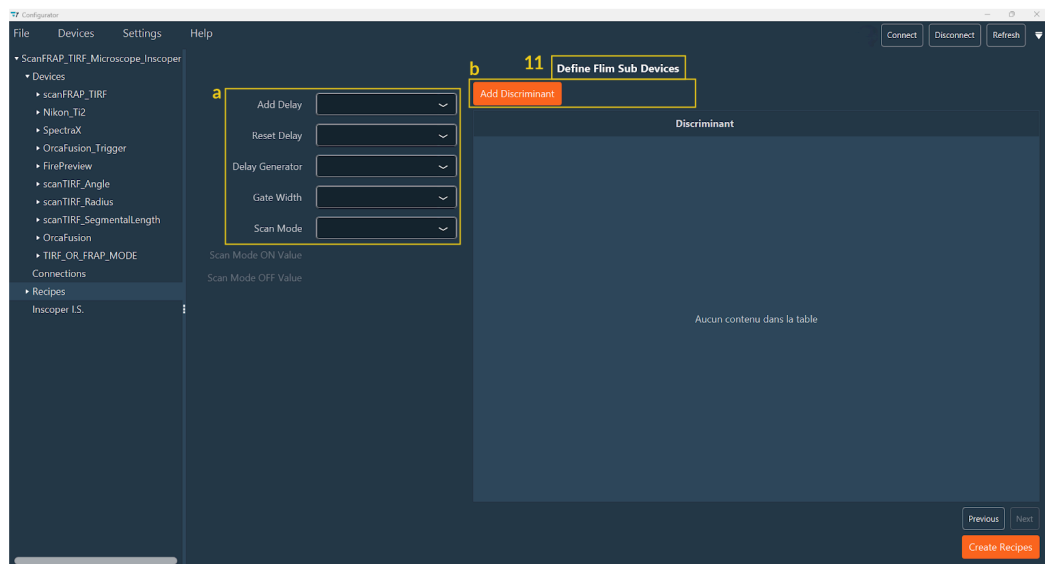 Configurator
File Devices Settings Help
Connect Disconnect Refresh
ScanFRAP_TIRF_Microscope_Inscoper
Devices
scanFRAP_TIRF
Nikon_Ti2
SpectraX
OrcaFusion_Trigger
FirePreview
scanTIRF_Angle
scanTIRF_Radius
scanTIRF_SegmentalLength
OrcaFusion
TIRF_OR_FRAP_MODE
Connections
Recipes
Inscoper I.S.
a
Add Delay
Reset Delay
Delay Generator
Gate Width
Scan Mode
Scan Mode ON Value
Scan Mode OFF Value
11 Define Flim Sub Devices
b
Add Discriminant
Discriminant
Aucun contenu dans la table
Previous Next
Create Recipes